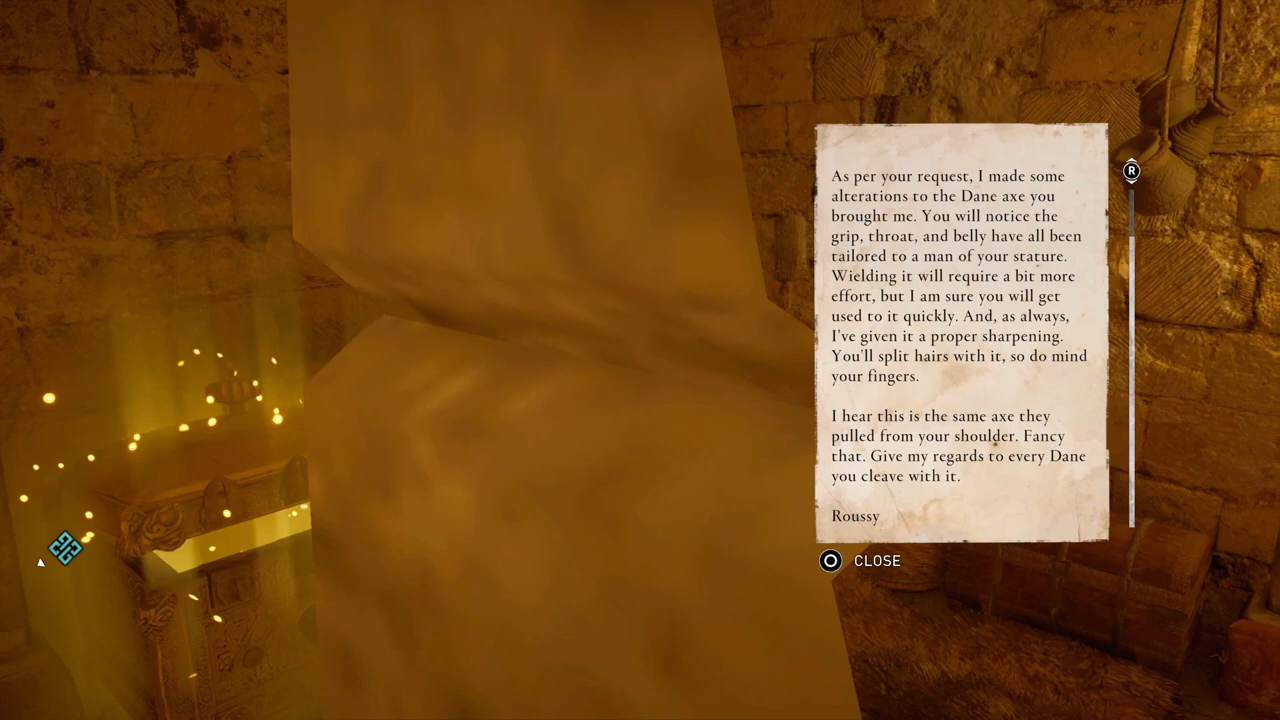 As per your request, I made some
alterations to the Dane axe you
brought me. You will notice the
grip, throat, and belly have all been
tailored to a man of your stature.
Wielding it will require a bit more
effort, but I am sure you will get
used to it quickly. And, as always,
I've given it a proper sharpening.
You'll split hairs with it, so do mind
your fingers.
I hear this is the same axe they
pulled from your shoulder. Fancy
that. Give my regards to every Dane
you cleave with it.
Roussy
R
CLOSE